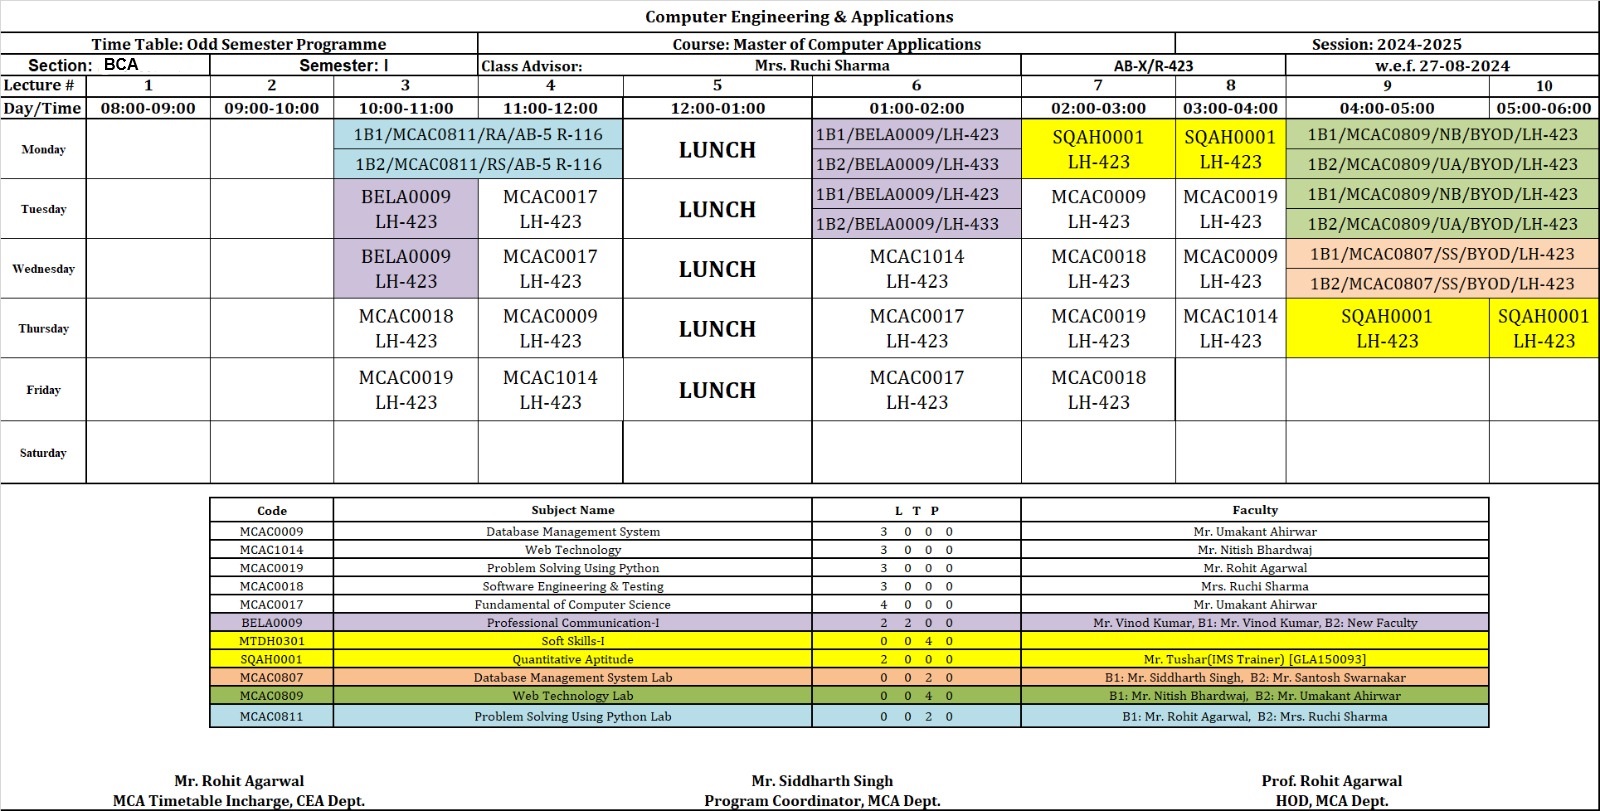 Computer Engineering & Applications
Time Table: Odd Semester Programme Course: Master of Computer Applications Session: 2024-2025
Section: BCA Semester: I Class Advisor: Mrs. Ruchi Sharma AB-X/R-423 w.e.f. 27-08-2024
Lecture # 1 2 3 4 5 6 7 8 9 10
Day/Time 08:00-09:00 09:00-10:00 10:00-11:00 11:00-12:00 12:00-01:00 01:00-02:00 02:00-03:00 03:00-04:00 04:00-05:00 05:00-06:00
Monday
1B1/MCAC0811/RA/AB-5 R-116
1B2/MCAC0811/RS/AB-5 R-116
LUNCH
1B1/BELA0009/LH-423
1B2/BELA0009/LH-433
SQAH0001
LH-423
SQAH0001
LH-423
1B1/MCAC0809/NB/BYOD/LH-423
1B2/MCAC0809/UA/BYOD/LH-423
Tuesday
BELA0009
LH-423
MCAC0017
LH-423
LUNCH
1B1/BELA0009/LH-423
1B2/BELA0009/LH-433
MCAC0009
LH-423
MCAC0019
LH-423
1B1/MCAC0809/NB/BYOD/LH-423
1B2/MCAC0809/UA/BYOD/LH-423
Wednesday
BELA0009
LH-423
MCAC0017
LH-423
LUNCH
MCAC1014
LH-423
MCAC0018
LH-423
MCAC0009
LH-423
1B1/MCAC0807/SS/BYOD/LH-423
1B2/MCAC0807/SS/BYOD/LH-423
Thursday
MCAC0018
LH-423
MCAC0009
LH-423
LUNCH
MCAC0017
LH-423
MCAC0019
LH-423
MCAC1014
LH-423
SQAH0001
LH-423
SQAH0001
LH-423
Friday
MCAC0019
LH-423
MCAC1014
LH-423
LUNCH
MCAC0017
LH-423
MCAC0018
LH-423
Saturday
Code Subject Name L T P Faculty
MCAC0009 Database Management System 3 0 0 0 Mr. Umakant Ahirwar
MCAC1014 Web Technology 3 0 0 0 Mr. Nitish Bhardwaj
MCAC0019 Problem Solving Using Python 3 0 0 0 Mr. Rohit Agarwal
MCAC0018 Software Engineering & Testing 3 0 0 0 Mrs. Ruchi Sharma
MCAC0017 Fundamental of Computer Science 4 0 0 0 Mr. Umakant Ahirwar
BELA0009 Professional Communication-I 2 2 0 0 Mr. Vinod Kumar, B1: Mr. Vinod Kumar, B2: New Faculty
MTDH0301 Soft Skills-I 0 0 4 0
SQAH0001 Quantitative Aptitude 2 0 0 0 Mr. Tushar(IMS Trainer) [GLA150093]
MCAC0807 Database Management System Lab 0 0 2 0 B1: Mr. Siddharth Singh, B2: Mr. Santosh Swarnakar
MCAC0809 Web Technology Lab 0 0 4 0 B1: Mr. Nitish Bhardwaj, B2: Mr. Umakant Ahirwar
MCAC0811 Problem Solving Using Python Lab 0 0 2 0 B1: Mr. Rohit Agarwal, B2: Mrs. Ruchi Sharma
Mr. Rohit Agarwal Mr. Siddharth Singh Prof. Rohit Agarwal
MCA Timetable Incharge, CEA Dept. Program Coordinator, MCA Dept. HOD, MCA Dept.